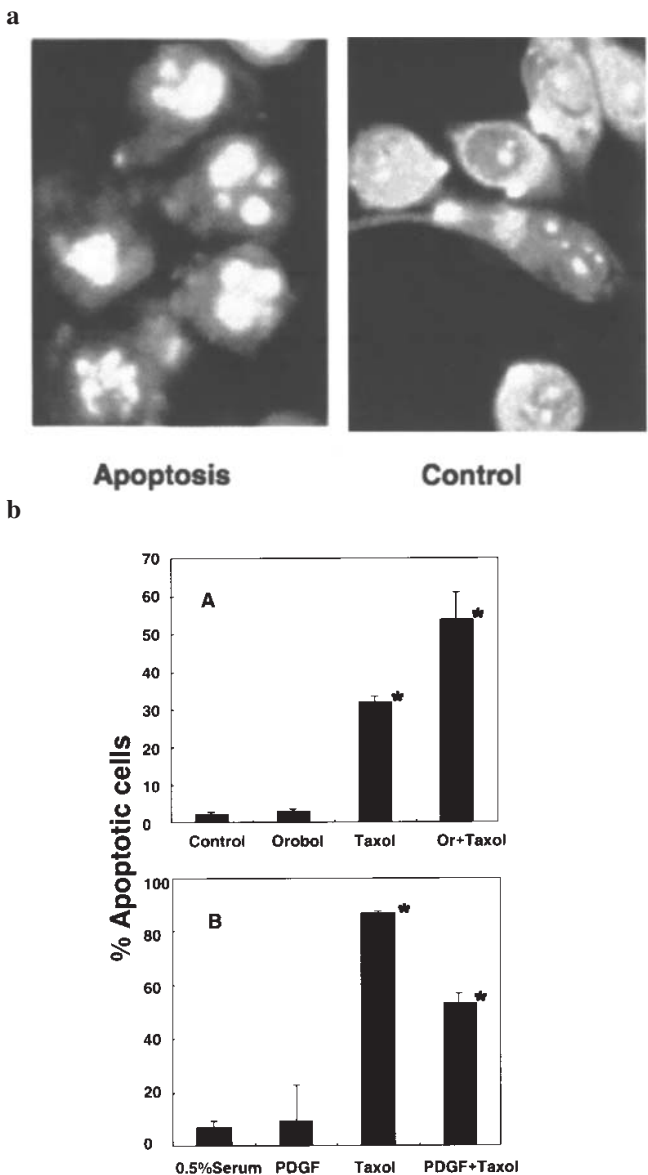 a
Apoptosis Control
b
% Apoptotic cells
70
60
50
40
30
20
10
0
A
*
*
Control Orobol Taxol Or+Taxol
100
80
60
40
20
0
B
*
*
0.5%Serum PDGF Taxol PDGF+Taxol